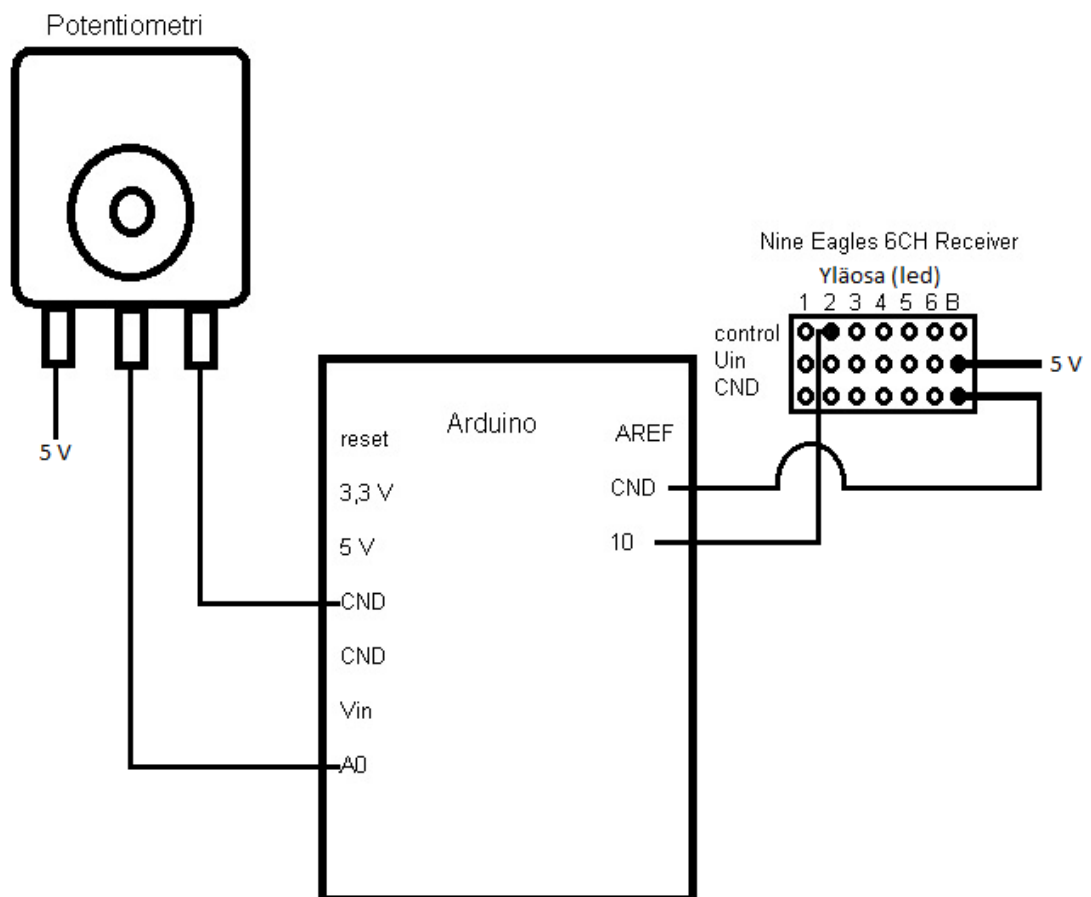 Potentiometri
5 V
Nine Eagles 6CH Receiver
Yläosa (led)
1 2 3 4 5 6 B
control
Uin
CND
5 V
Arduino
reset
3,3 V
5 V
CND
CND
Vin
A0
AREF
CND
10